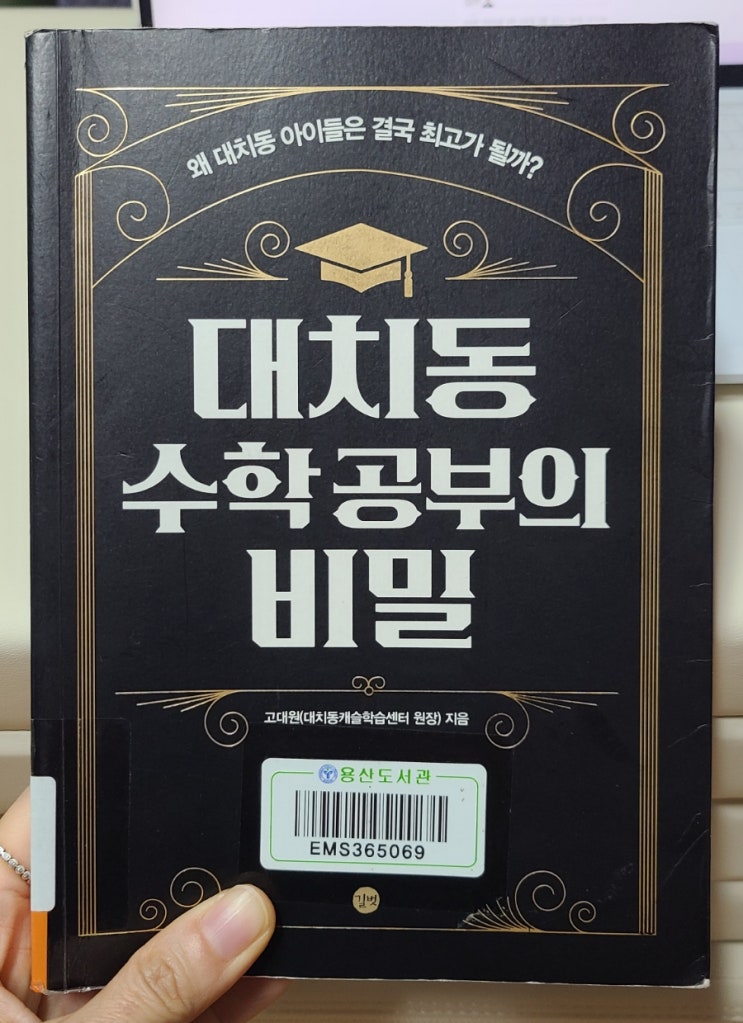 왜 대치동 아이들은 결국 최고가 될까?
대치동
수학 공부의
비밀
고대원(대치동캐슬학습센터 원장) 지음
용산도서관
EMS365069
길벗